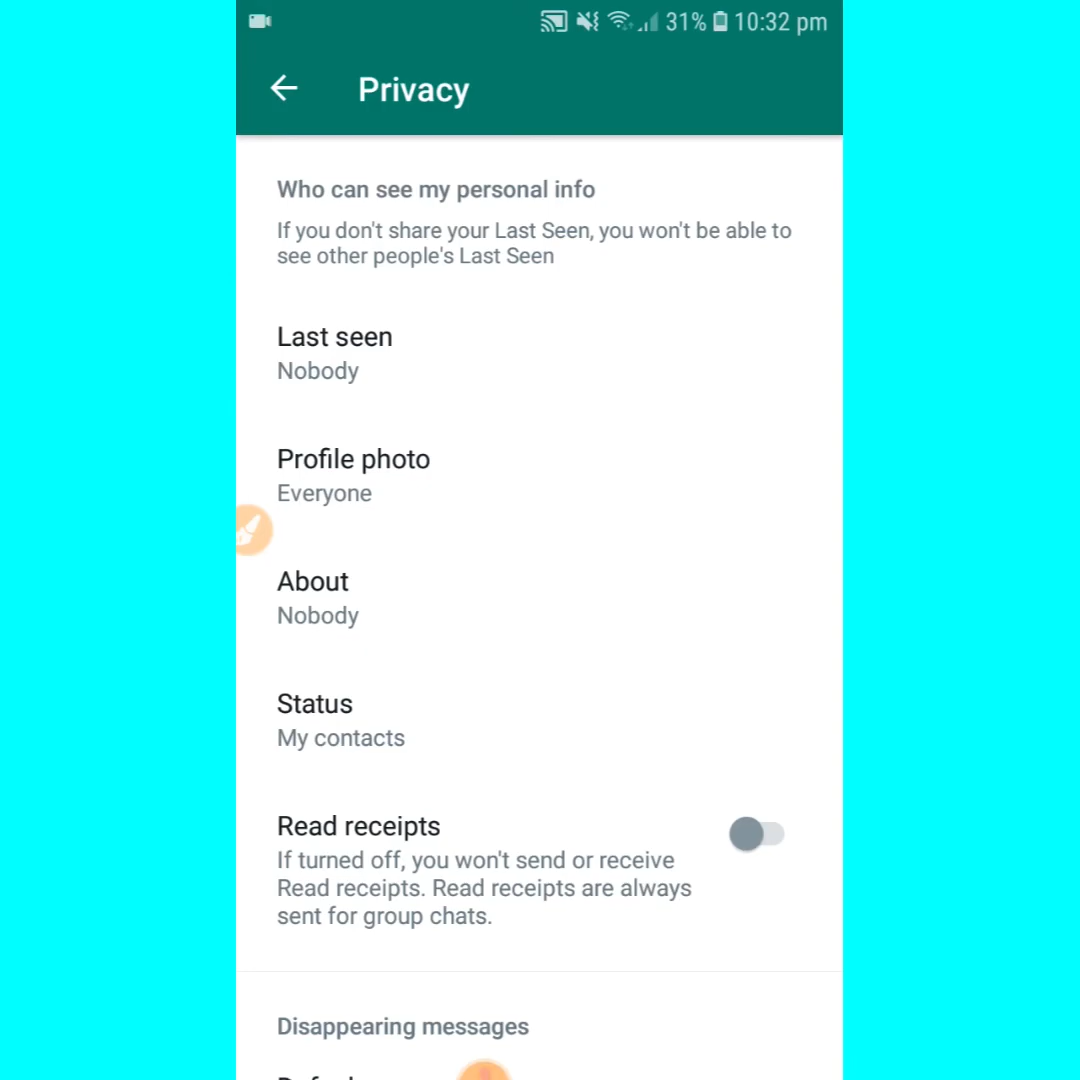 31% 10:32 pm
Privacy
Who can see my personal info
If you don't share your Last Seen, you won't be able to
see other people's Last Seen
Last seen
Nobody
Profile photo
Everyone
About
Nobody
Status
My contacts
Read receipts
If turned off, you won't send or receive
Read receipts. Read receipts are always
sent for group chats.
Disappearing messages